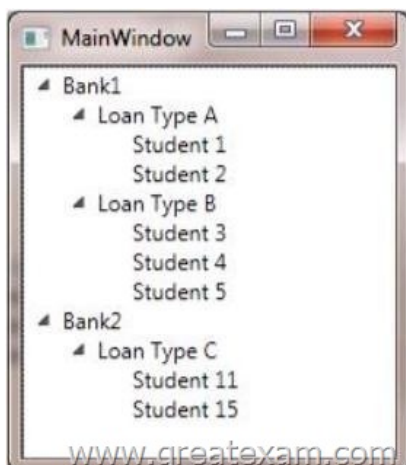 MainWindow
Bank1
Loan Type A
Student 1
Student 2
Loan Type B
Student 3
Student 4
Student 5
Bank2
Loan Type C
Student 11
Student 15
www.greatexam.com